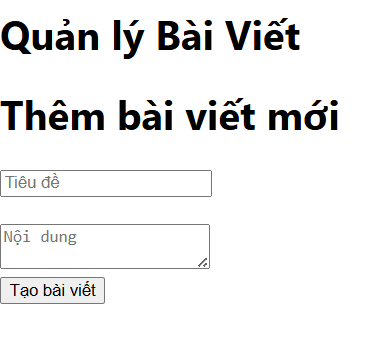 Quản lý Bài Viết
Thêm bài viết mới
Tiêu đề
Nội dung
Tạo bài viết